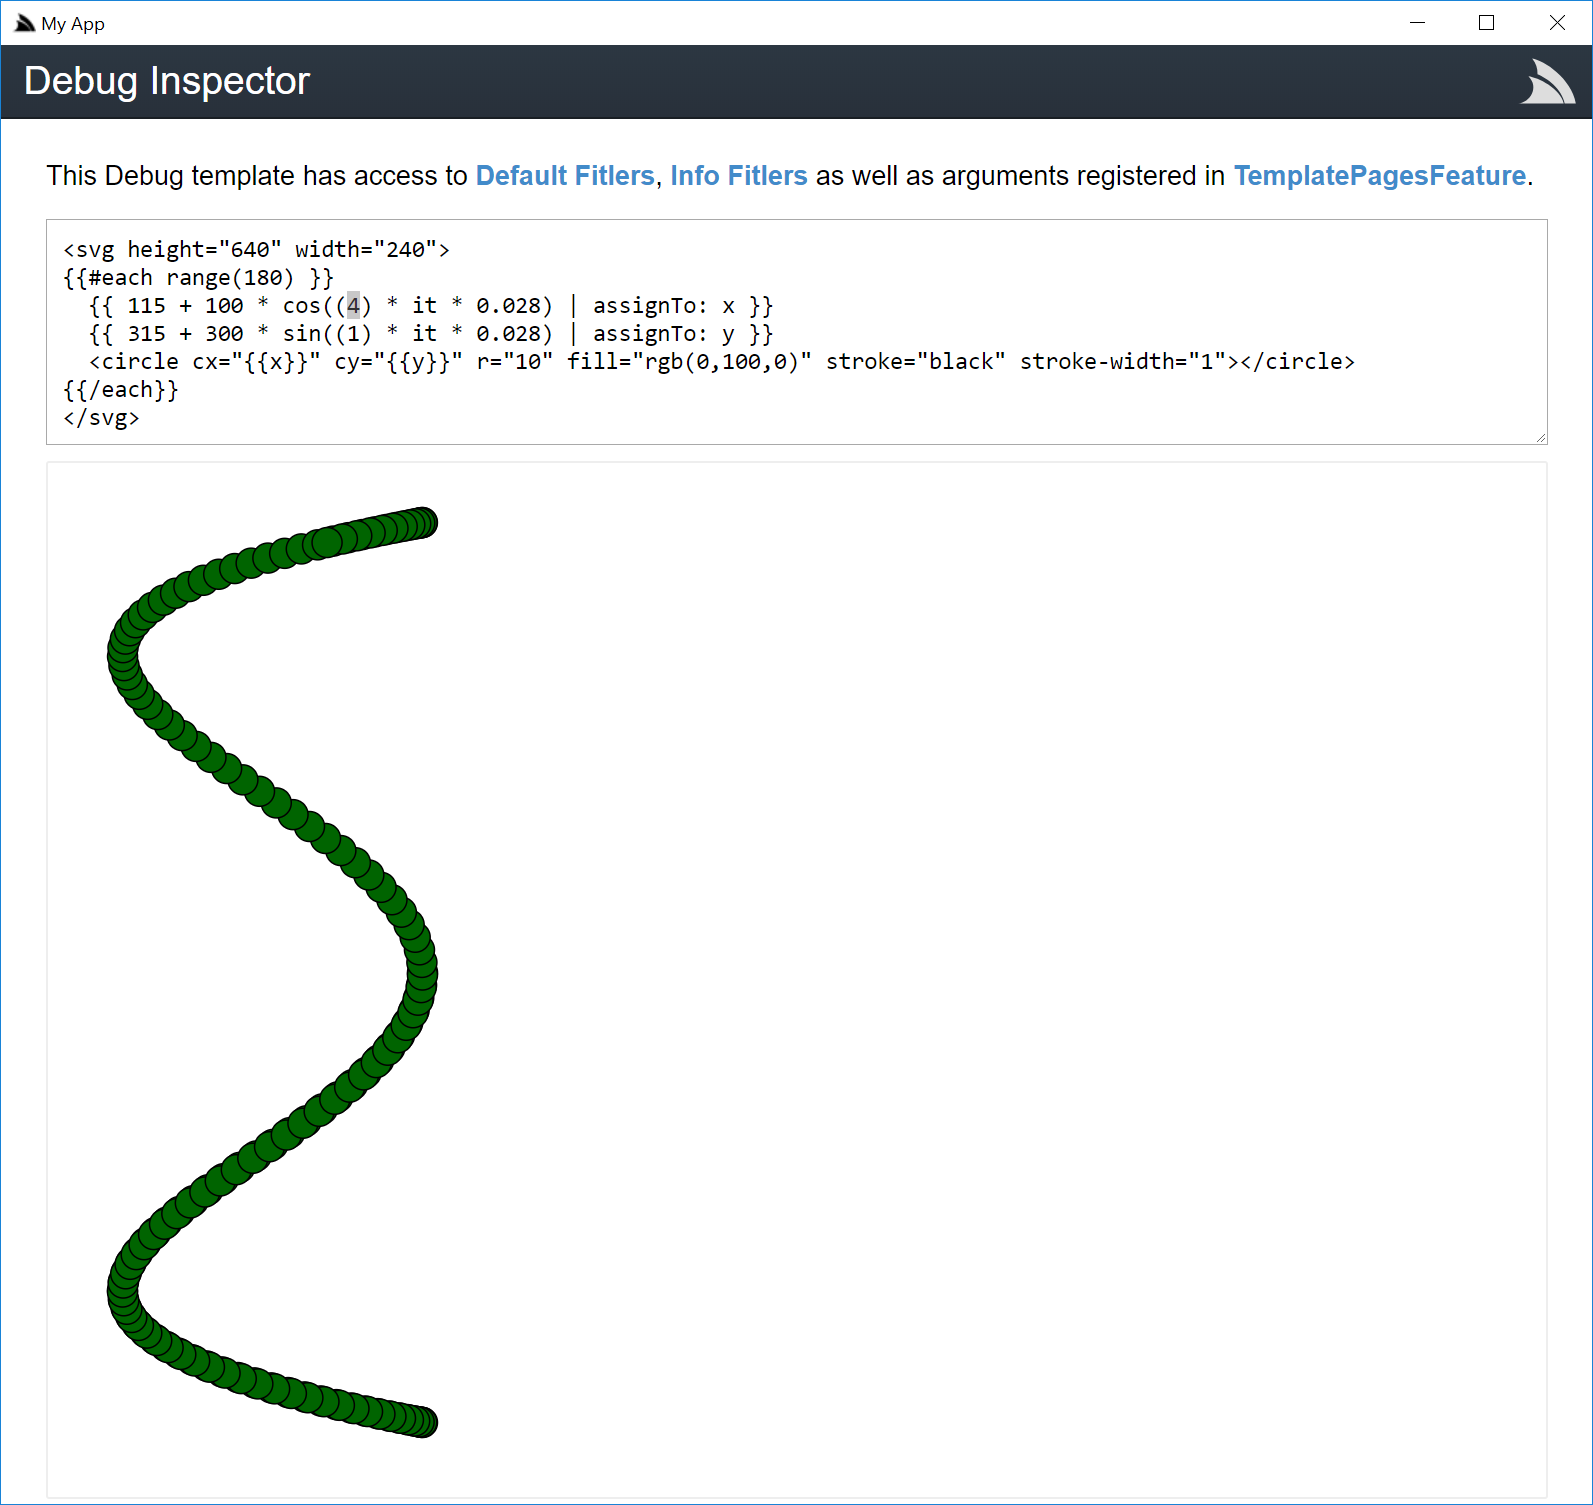 My App
Debug Inspector
This Debug template has access to Default Fitlers, Info Fitlers as well as arguments registered in TemplatePagesFeature.
<svg height="640" width="240">
{{#each range(180) }}
  {{ 115 + 100 * cos((4) * it * 0.028) | assignTo: x }}
  {{ 315 + 300 * sin((1) * it * 0.028) | assignTo: y }}
  <circle cx="{{x}}" cy="{{y}}" r="10" fill="rgb(0,100,0)" stroke="black" stroke-width="1"></circle>
{{/each}}
</svg>